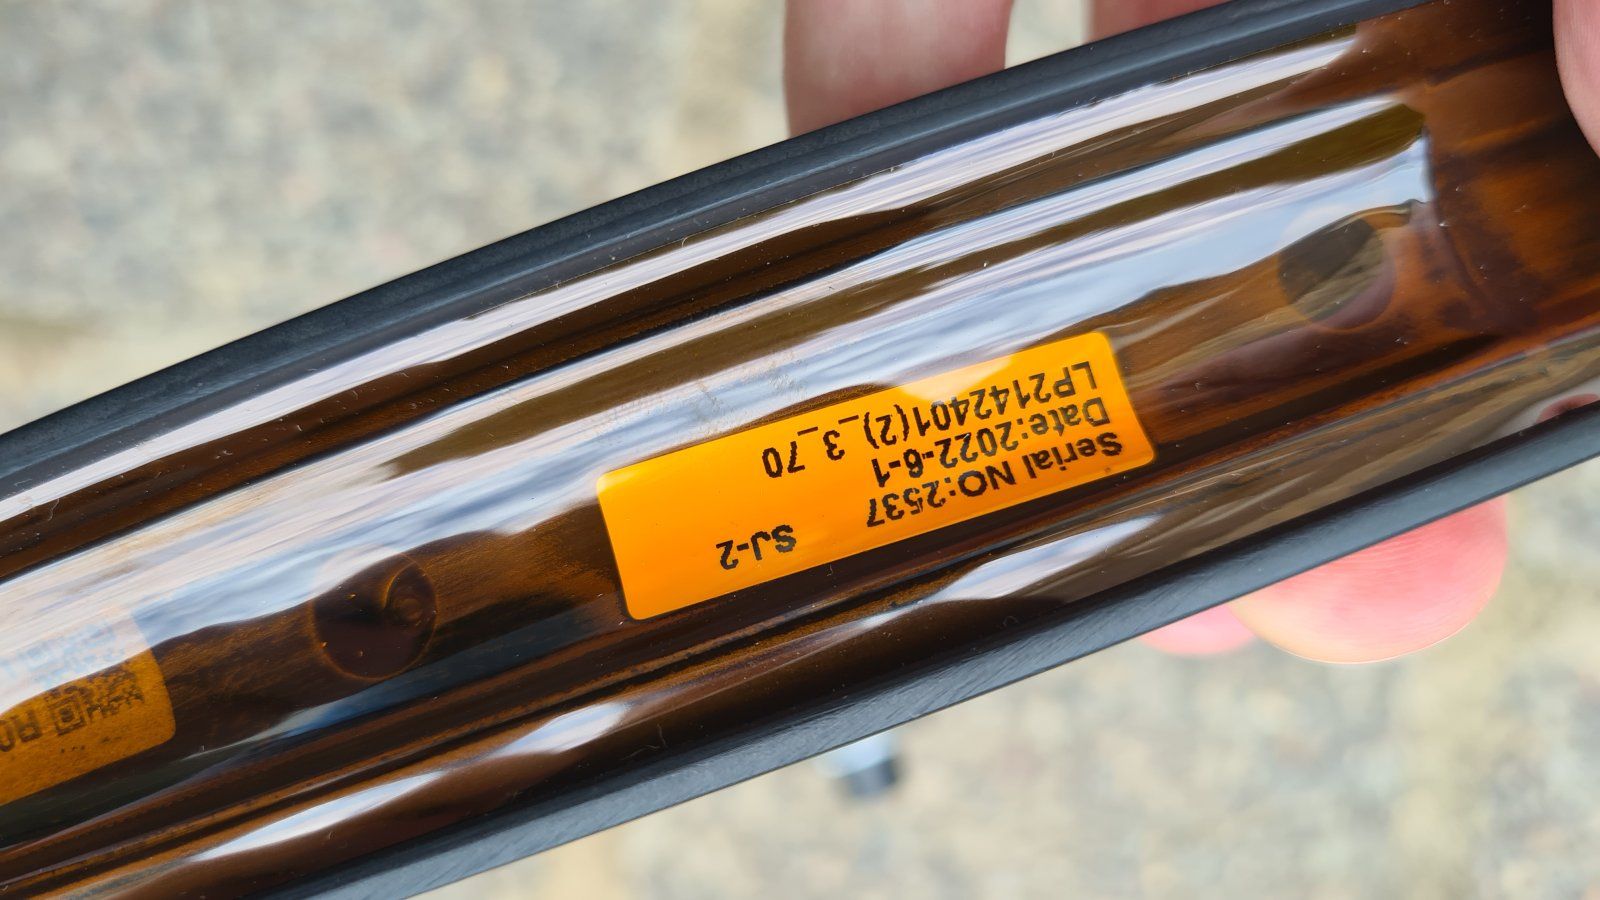 Serial NO:2537 SJ-2
Date:2022-6-1
LP2142401(2)_3_70